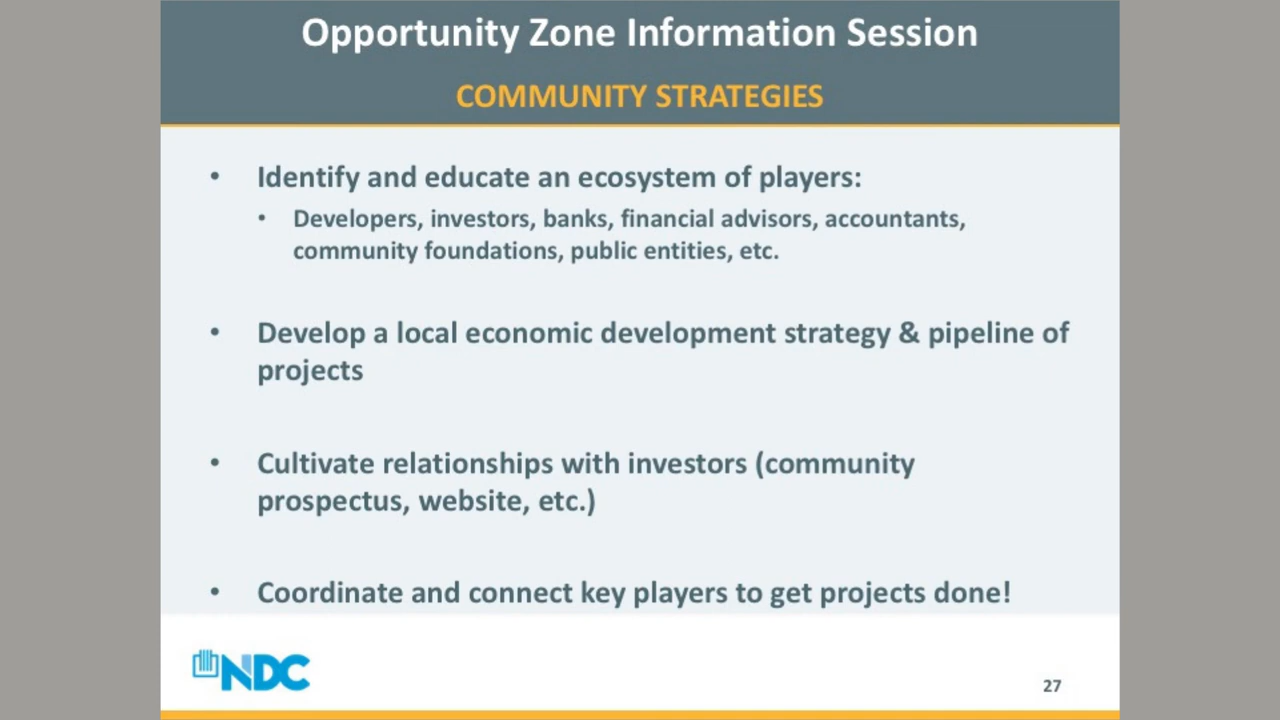 Opportunity Zone Information Session
COMMUNITY STRATEGIES
• Identify and educate an ecosystem of players:
• Developers, investors, banks, financial advisors, accountants,
community foundations, public entities, etc.
• Develop a local economic development strategy & pipeline of
projects
• Cultivate relationships with investors (community
prospectus, website, etc.)
• Coordinate and connect key players to get projects done!
NDC
27